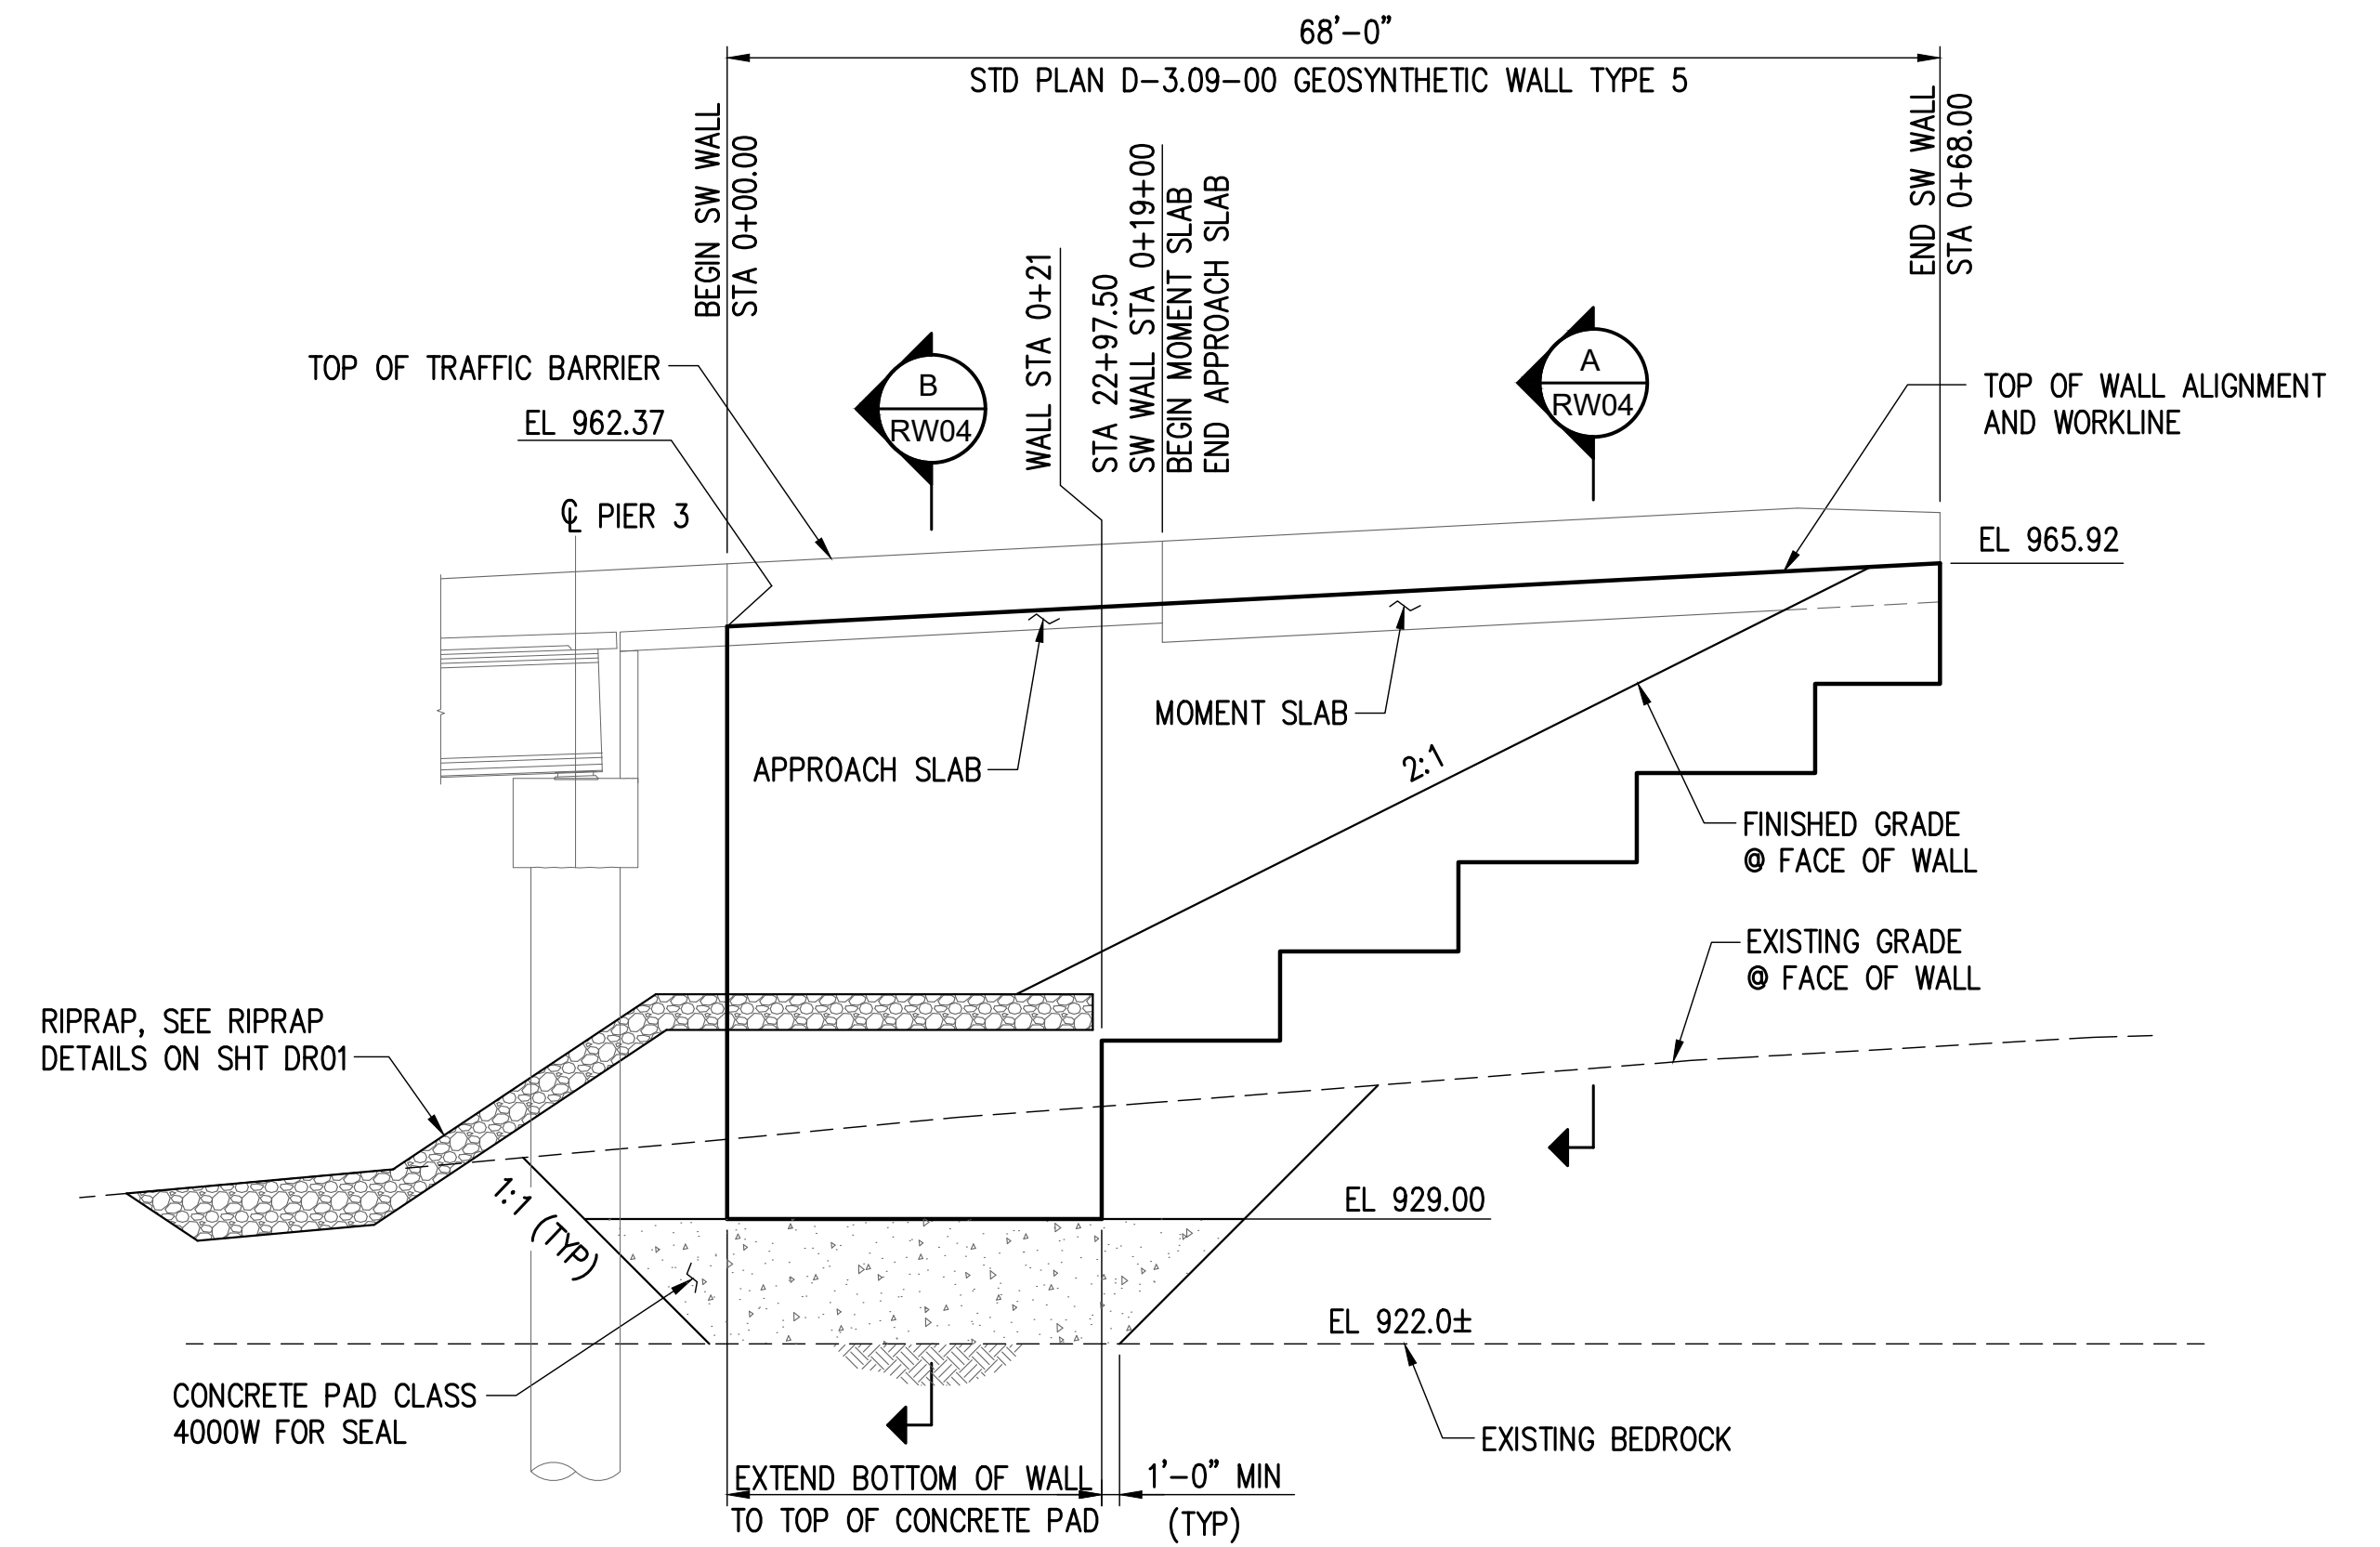 68'-0"
STD PLAN D-3.09-00 GEOSYNTHETIC WALL TYPE 5
BEGIN SW WALL
STA 0+00.00
WALL STA 0+21
STA 22+97.50
SW WALL STA 0+19+00
BEGIN MOMENT SLAB
END APPROACH SLAB
END SW WALL
STA 0+68.00
TOP OF TRAFFIC BARRIER
EL 962.37
℄ PIER 3
B
RW04
A
RW04
TOP OF WALL ALIGNMENT
AND WORKLINE
EL 965.92
MOMENT SLAB
APPROACH SLAB
2:1
FINISHED GRADE
@ FACE OF WALL
EXISTING GRADE
@ FACE OF WALL
RIPRAP, SEE RIPRAP
DETAILS ON SHT DR01
1:1 (TYP)
EL 929.00
EL 922.0±
CONCRETE PAD CLASS
4000W FOR SEAL
EXISTING BEDROCK
EXTEND BOTTOM OF WALL
TO TOP OF CONCRETE PAD
1'-0" MIN
(TYP)